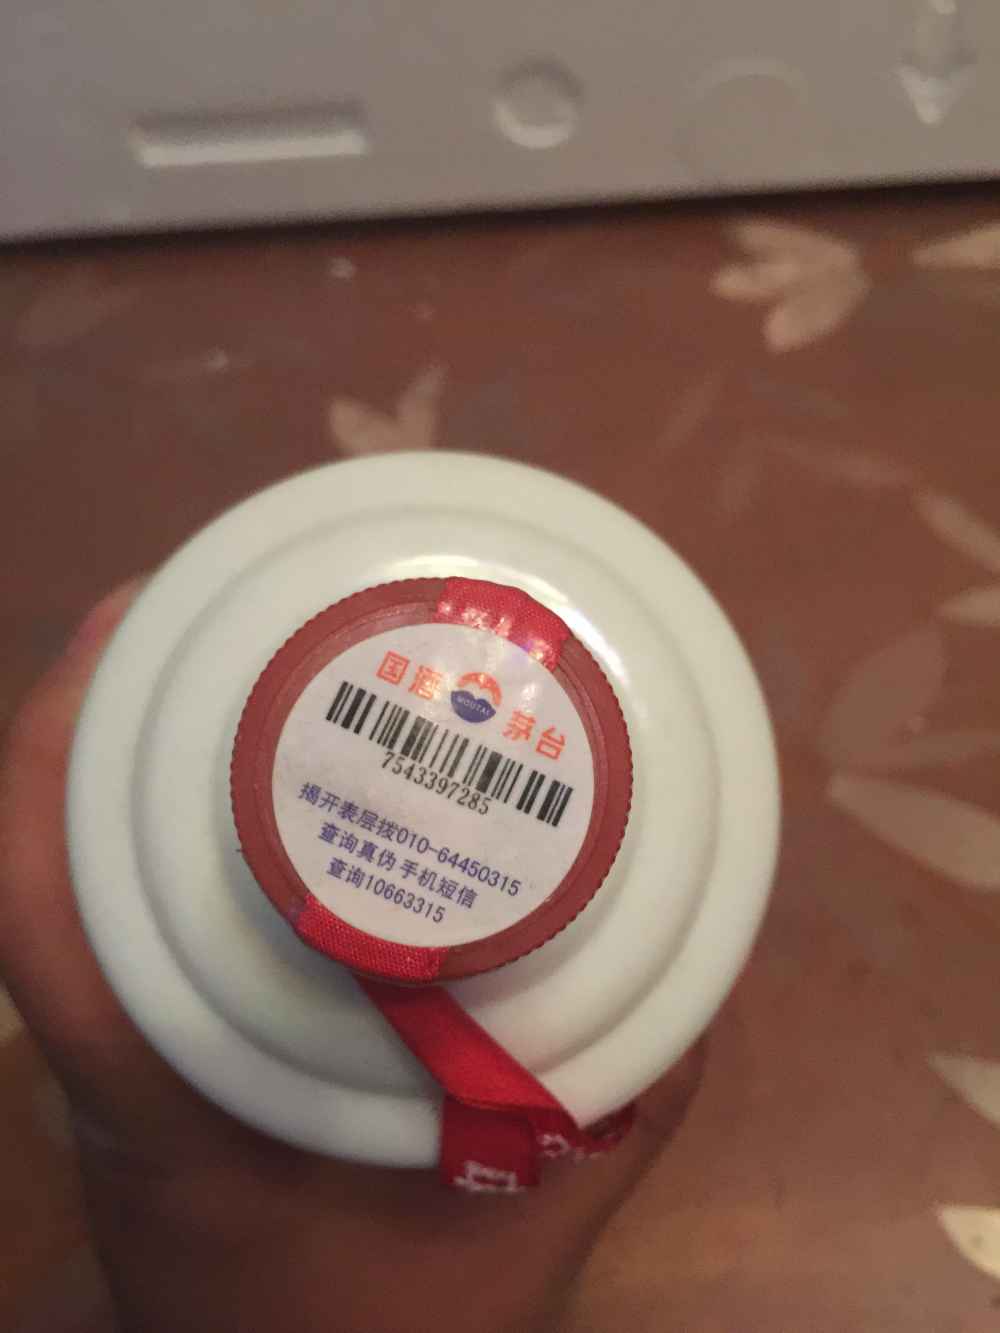 国酒 MOUTAI 茅台
7543397285
揭开表层拨010-64450315
查询真伪 手机短信
查询10663315